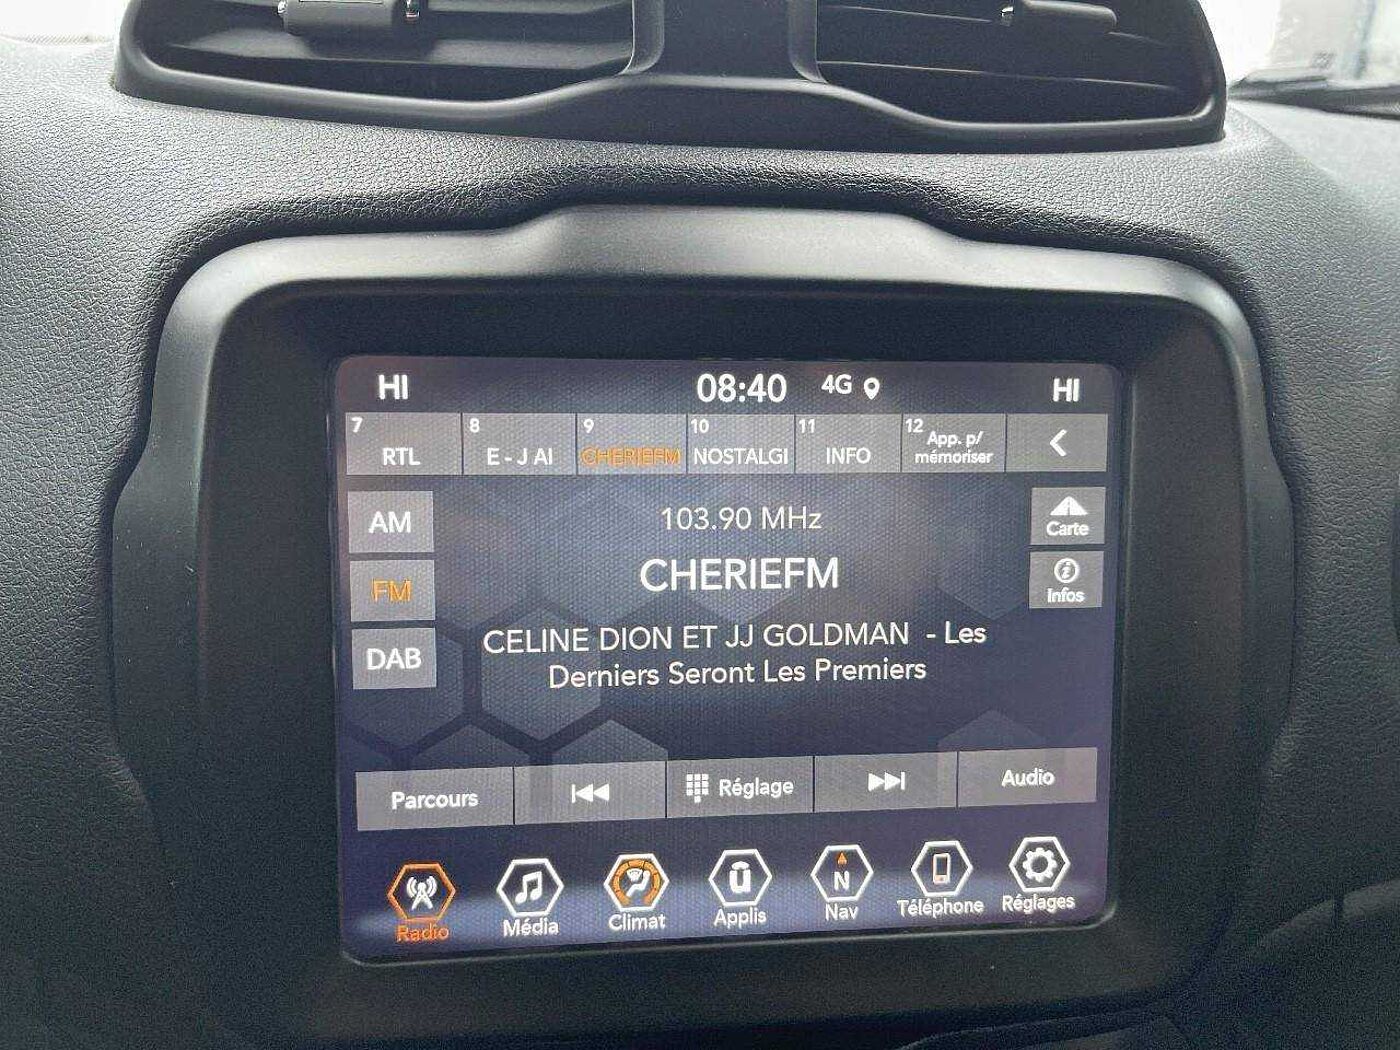 HI 08:40 4G HI
7 8 9 10 11 12 App. p/
RTL E - J AI CHERIEFM NOSTALGI INFO mémoriser
AM 103.90 MHz Carte
CHERIEFM
FM Infos
CELINE DION ET JJ GOLDMAN - Les
DAB Derniers Seront Les Premiers
Parcours Réglage Audio
N
Radio Média Climat Applis Nav Téléphone Réglages